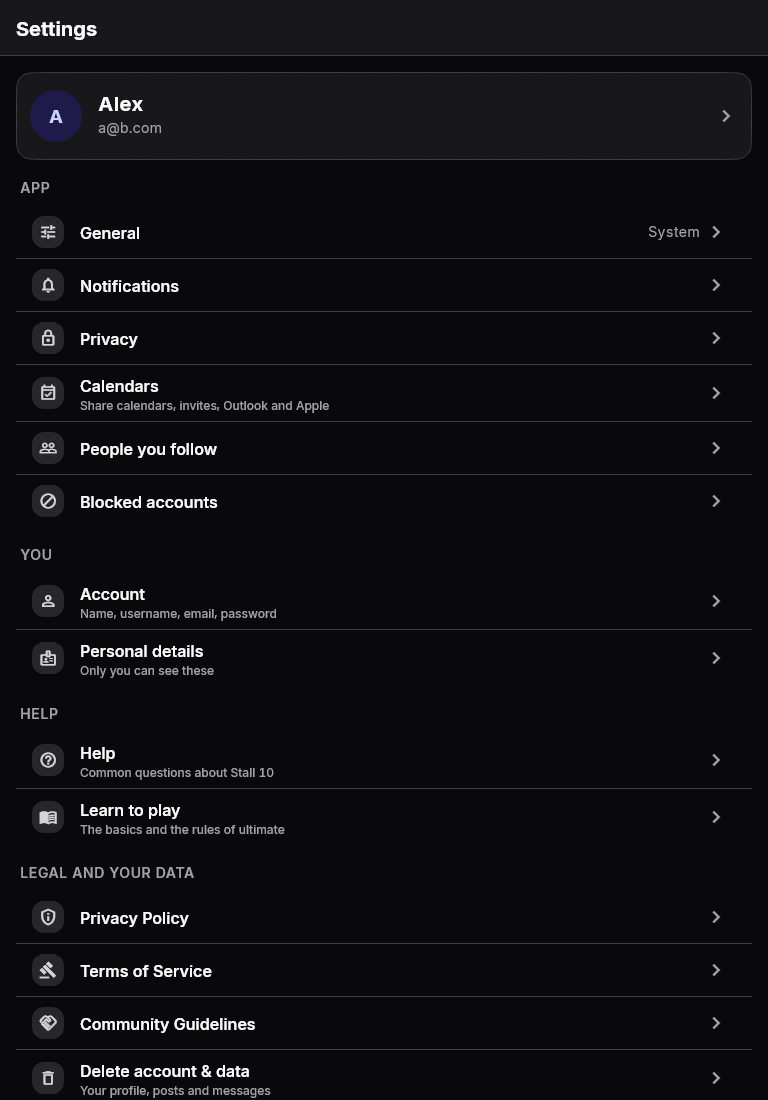 Settings
A
Alex
a@b.com
APP
General
System
Notifications
Privacy
Calendars
Share calendars, invites, Outlook and Apple
People you follow
Blocked accounts
YOU
Account
Name, username, email, password
Personal details
Only you can see these
HELP
Help
Common questions about Stall 10
Learn to play
The basics and the rules of ultimate
LEGAL AND YOUR DATA
Privacy Policy
Terms of Service
Community Guidelines
Delete account & data
Your profile, posts and messages